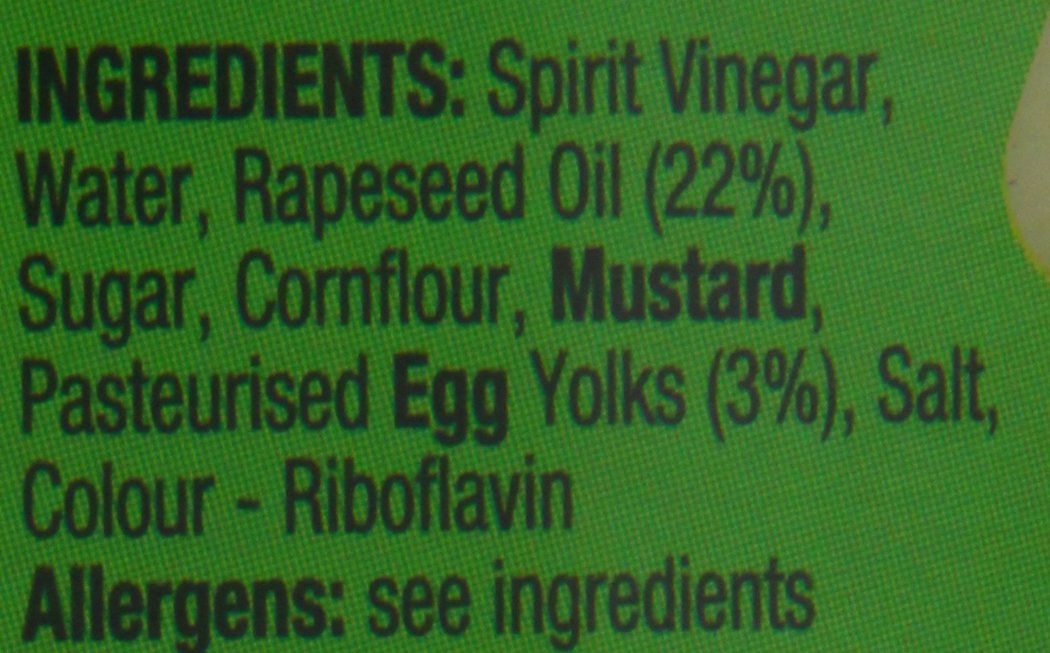 INGREDIENTS: Spirit Vinegar,
Water, Rapeseed Oil (22%),
Sugar, Cornflour, Mustard,
Pasteurised Egg Yolks (3%), Salt,
Colour - Riboflavin
Allergens: see ingredients